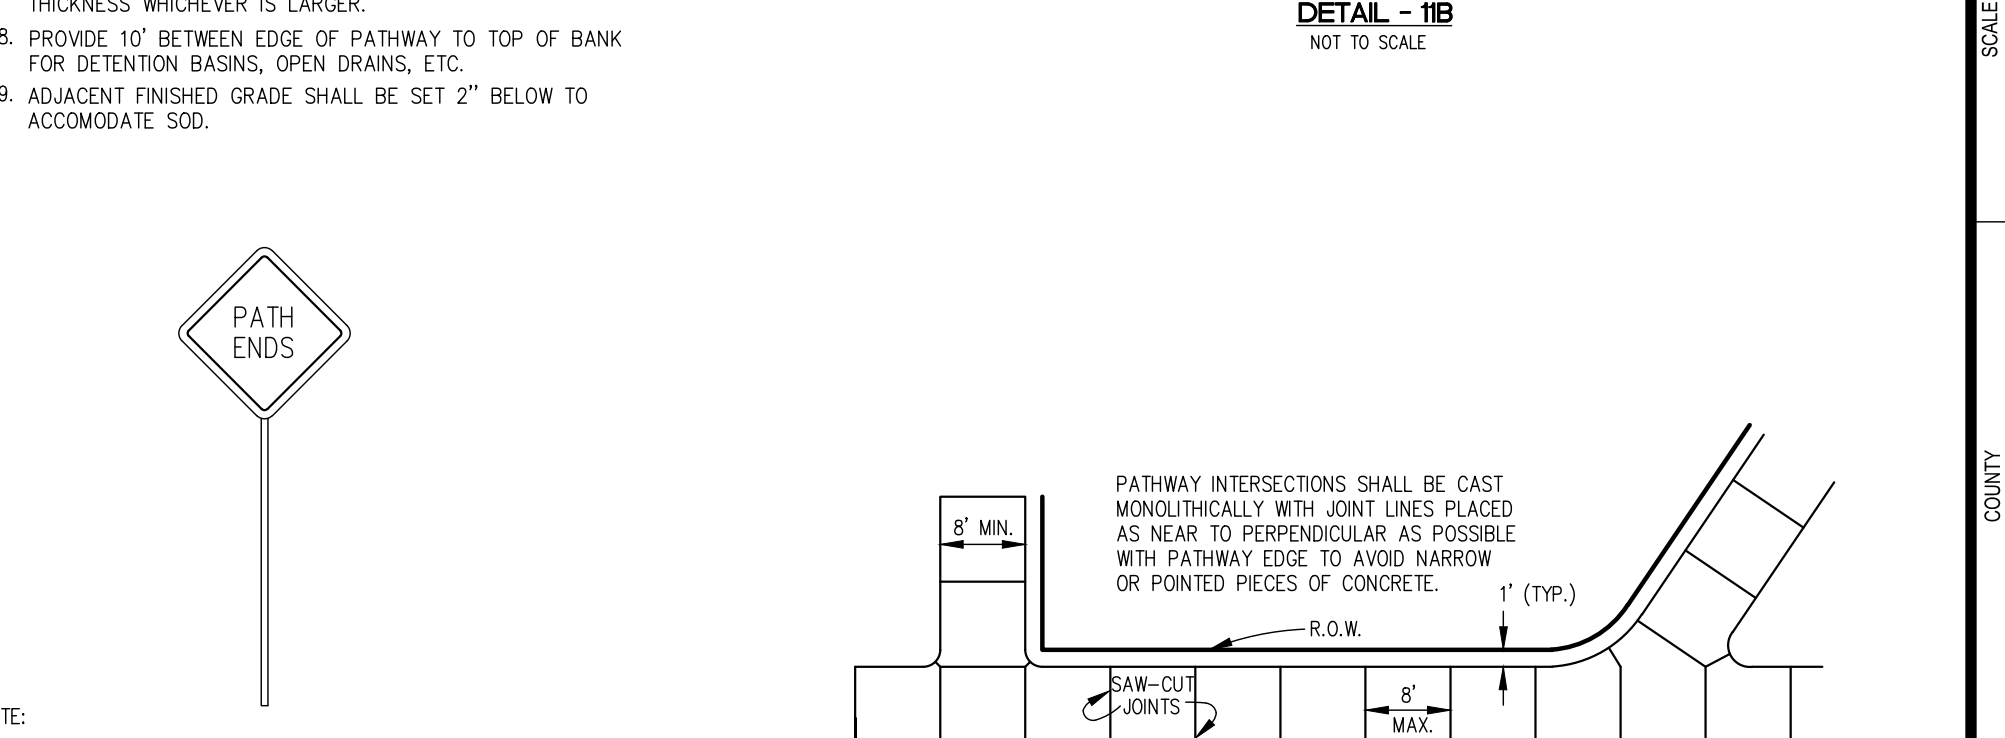 THICKNESS WHICHEVER IS LARGER.
8. PROVIDE 10' BETWEEN EDGE OF PATHWAY TO TOP OF BANK
FOR DETENTION BASINS, OPEN DRAINS, ETC.
9. ADJACENT FINISHED GRADE SHALL BE SET 2'' BELOW TO
ACCOMODATE SOD.
DETAIL - 11B
NOT TO SCALE
SCALE
COUNTY
PATH
ENDS
PATHWAY INTERSECTIONS SHALL BE CAST
MONOLITHICALLY WITH JOINT LINES PLACED
AS NEAR TO PERPENDICULAR AS POSSIBLE
WITH PATHWAY EDGE TO AVOID NARROW
OR POINTED PIECES OF CONCRETE.
8' MIN.
1' (TYP.)
R.O.W.
SAW-CUT
JOINTS
8'
MAX.
TE: